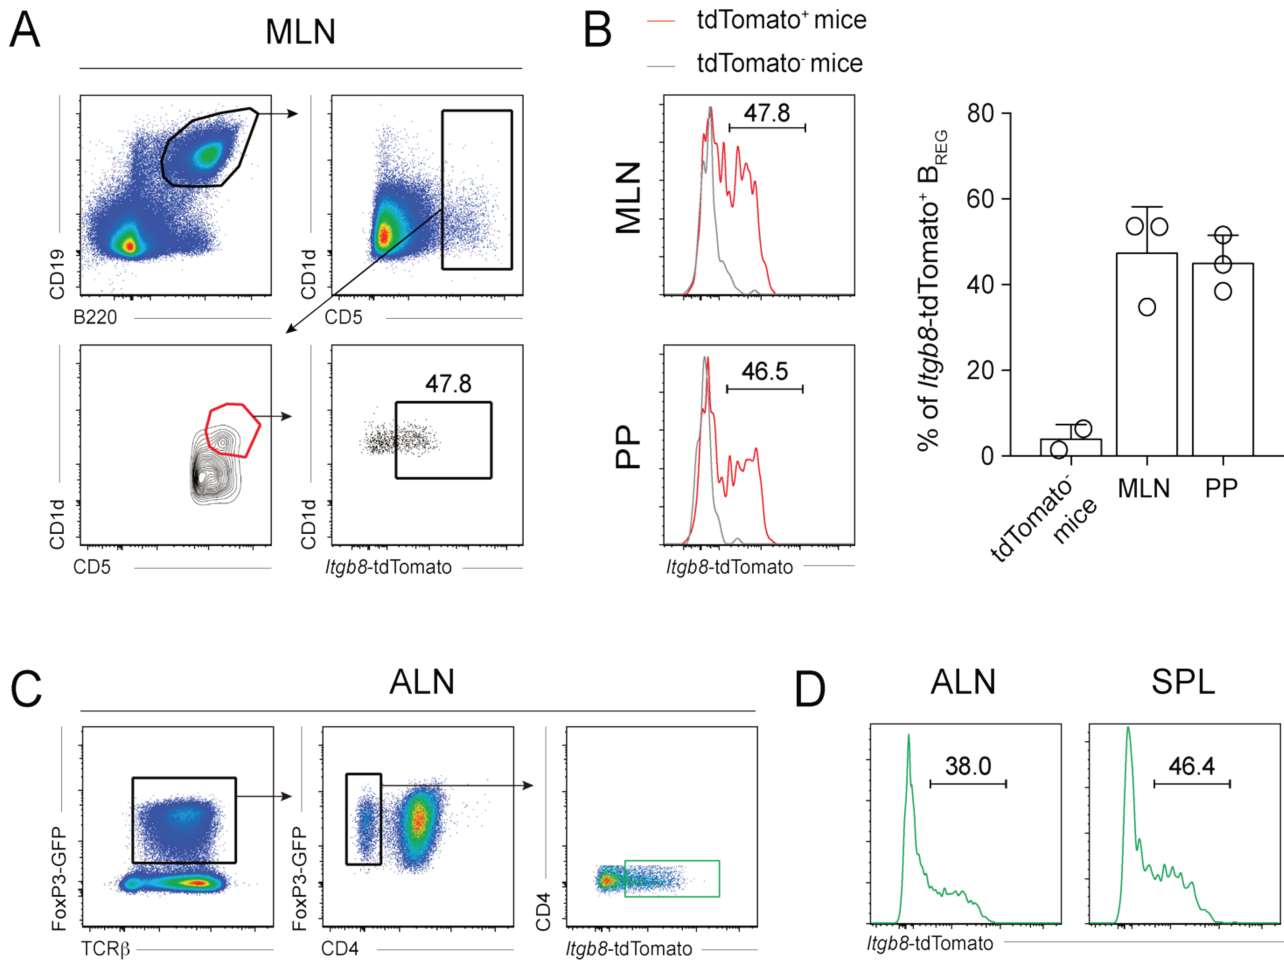 A
MLN
CD19
B220
CD1d
CD5
CD1d
CD5
47.8
CD1d
Itgb8-tdTomato
B
tdTomato⁺ mice
tdTomato⁻ mice
MLN
47.8
PP
46.5
Itgb8-tdTomato
% of Itgb8-tdTomato⁺ B_REG
80
60
40
20
0
tdTomato⁻
mice
MLN
PP
C
ALN
FoxP3-GFP
TCRβ
FoxP3-GFP
CD4
CD4
Itgb8-tdTomato
D
ALN
SPL
38.0
46.4
Itgb8-tdTomato